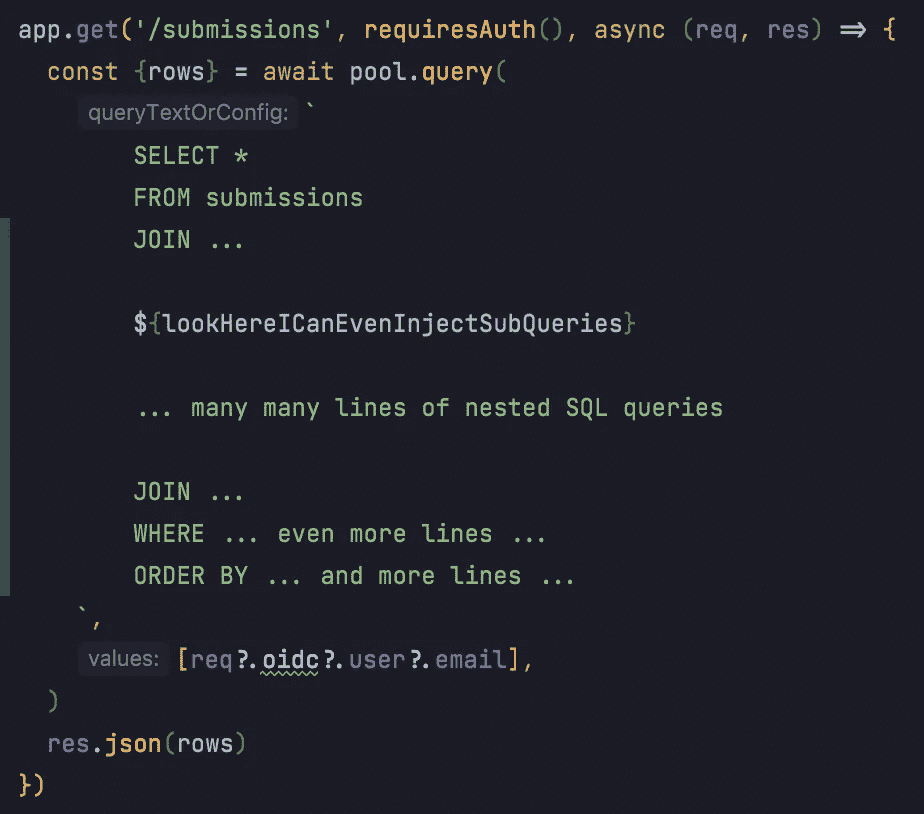 app.get('/submissions', requiresAuth(), async (req, res) => {
const {rows} = await pool.query(
queryTextOrConfig: `
SELECT *
FROM submissions
JOIN ...
${lookHereICanEvenInjectSubQueries}
... many many lines of nested SQL queries
JOIN ...
WHERE ... even more lines ...
ORDER BY ... and more lines ...
`,
values: [req?.oidc?.user?.email],
)
res.json(rows)
})